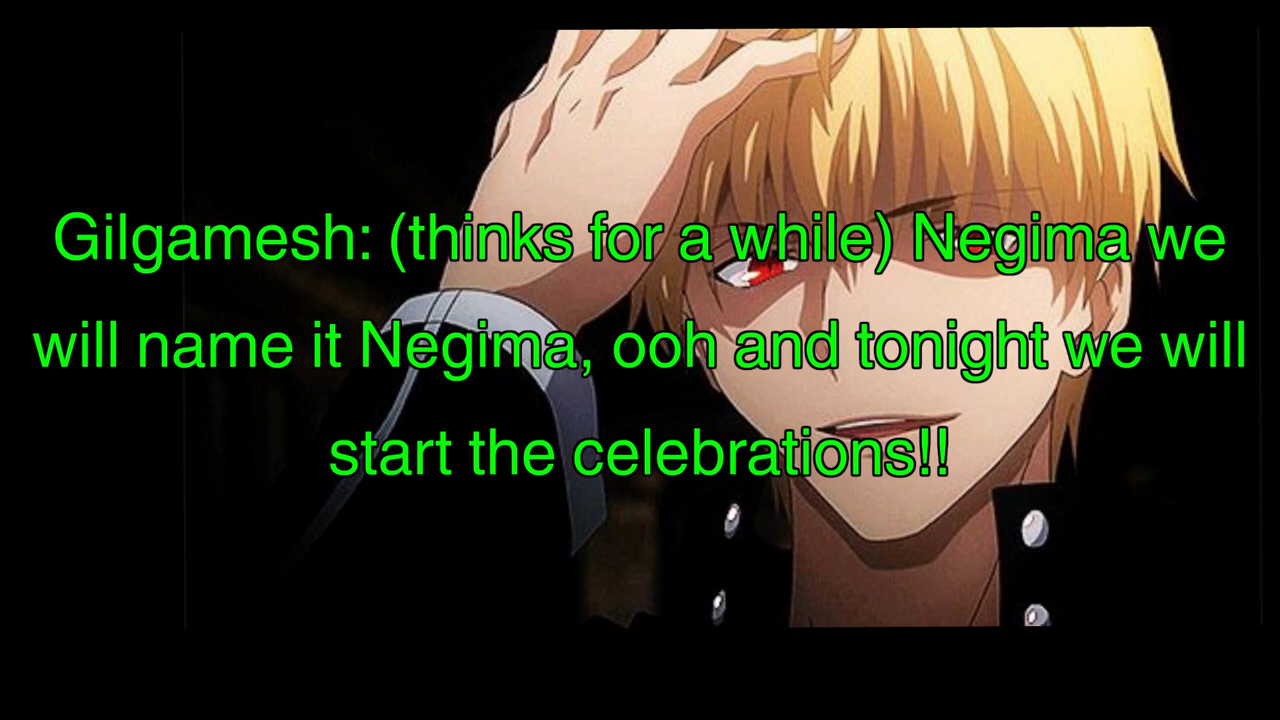 Gilgamesh: (thinks for a while) Negima we
will name it Negima, ooh and tonight we will
start the celebrations!!